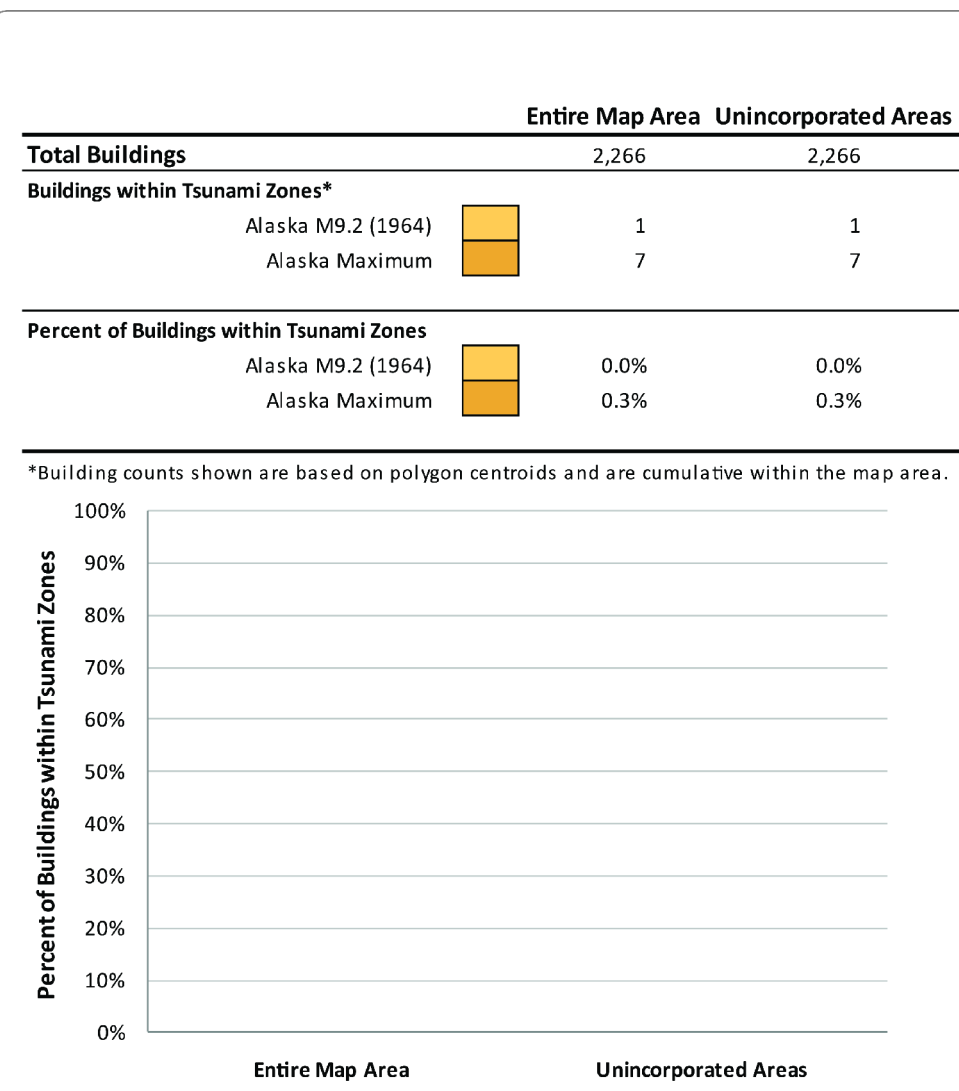 Entire Map Area Unincorporated Areas
Total Buildings 2,266 2,266
Buildings within Tsunami Zones*
Alaska M9.2 (1964) 1 1
Alaska Maximum 7 7
Percent of Buildings within Tsunami Zones
Alaska M9.2 (1964) 0.0% 0.0%
Alaska Maximum 0.3% 0.3%
*Building counts shown are based on polygon centroids and are cumulative within the map area.
Percent of Buildings within Tsunami Zones
100%
90%
80%
70%
60%
50%
40%
30%
20%
10%
0%
Entire Map Area Unincorporated Areas